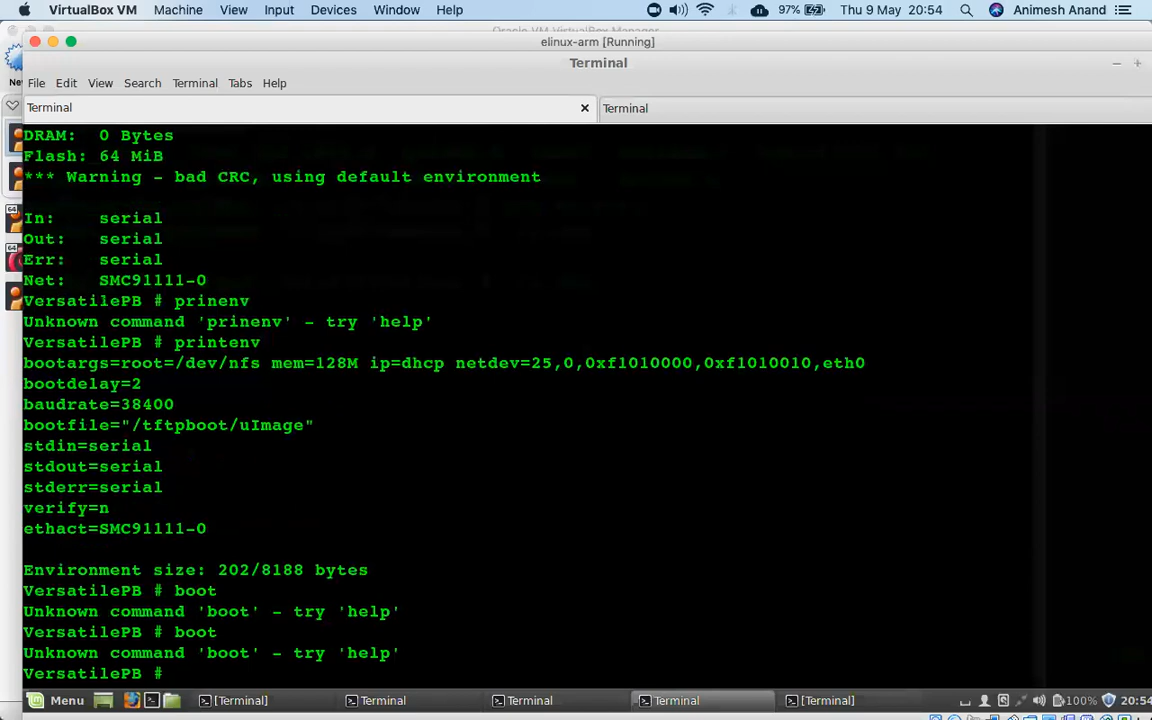 VirtualBox VM Machine View Input Devices Window Help 97% Thu 9 May 20:54 Animesh Anand
Oracle VM VirtualBox Manager
elinux-arm [Running]
Terminal
File Edit View Search Terminal Tabs Help
Terminal Terminal
DRAM: 0 Bytes
Flash: 64 MiB
*** Warning - bad CRC, using default environment
In: serial
Out: serial
Err: serial
Net: SMC91111-0
VersatilePB # prinenv
Unknown command 'prinenv' - try 'help'
VersatilePB # printenv
bootargs=root=/dev/nfs mem=128M ip=dhcp netdev=25,0,0xf1010000,0xf1010010,eth0
bootdelay=2
baudrate=38400
bootfile="/tftpboot/uImage"
stdin=serial
stdout=serial
stderr=serial
verify=n
ethact=SMC91111-0
Environment size: 202/8188 bytes
VersatilePB # boot
Unknown command 'boot' - try 'help'
VersatilePB # boot
Unknown command 'boot' - try 'help'
VersatilePB #
Menu [Terminal] Terminal Terminal Terminal [Terminal] 100% 20:54